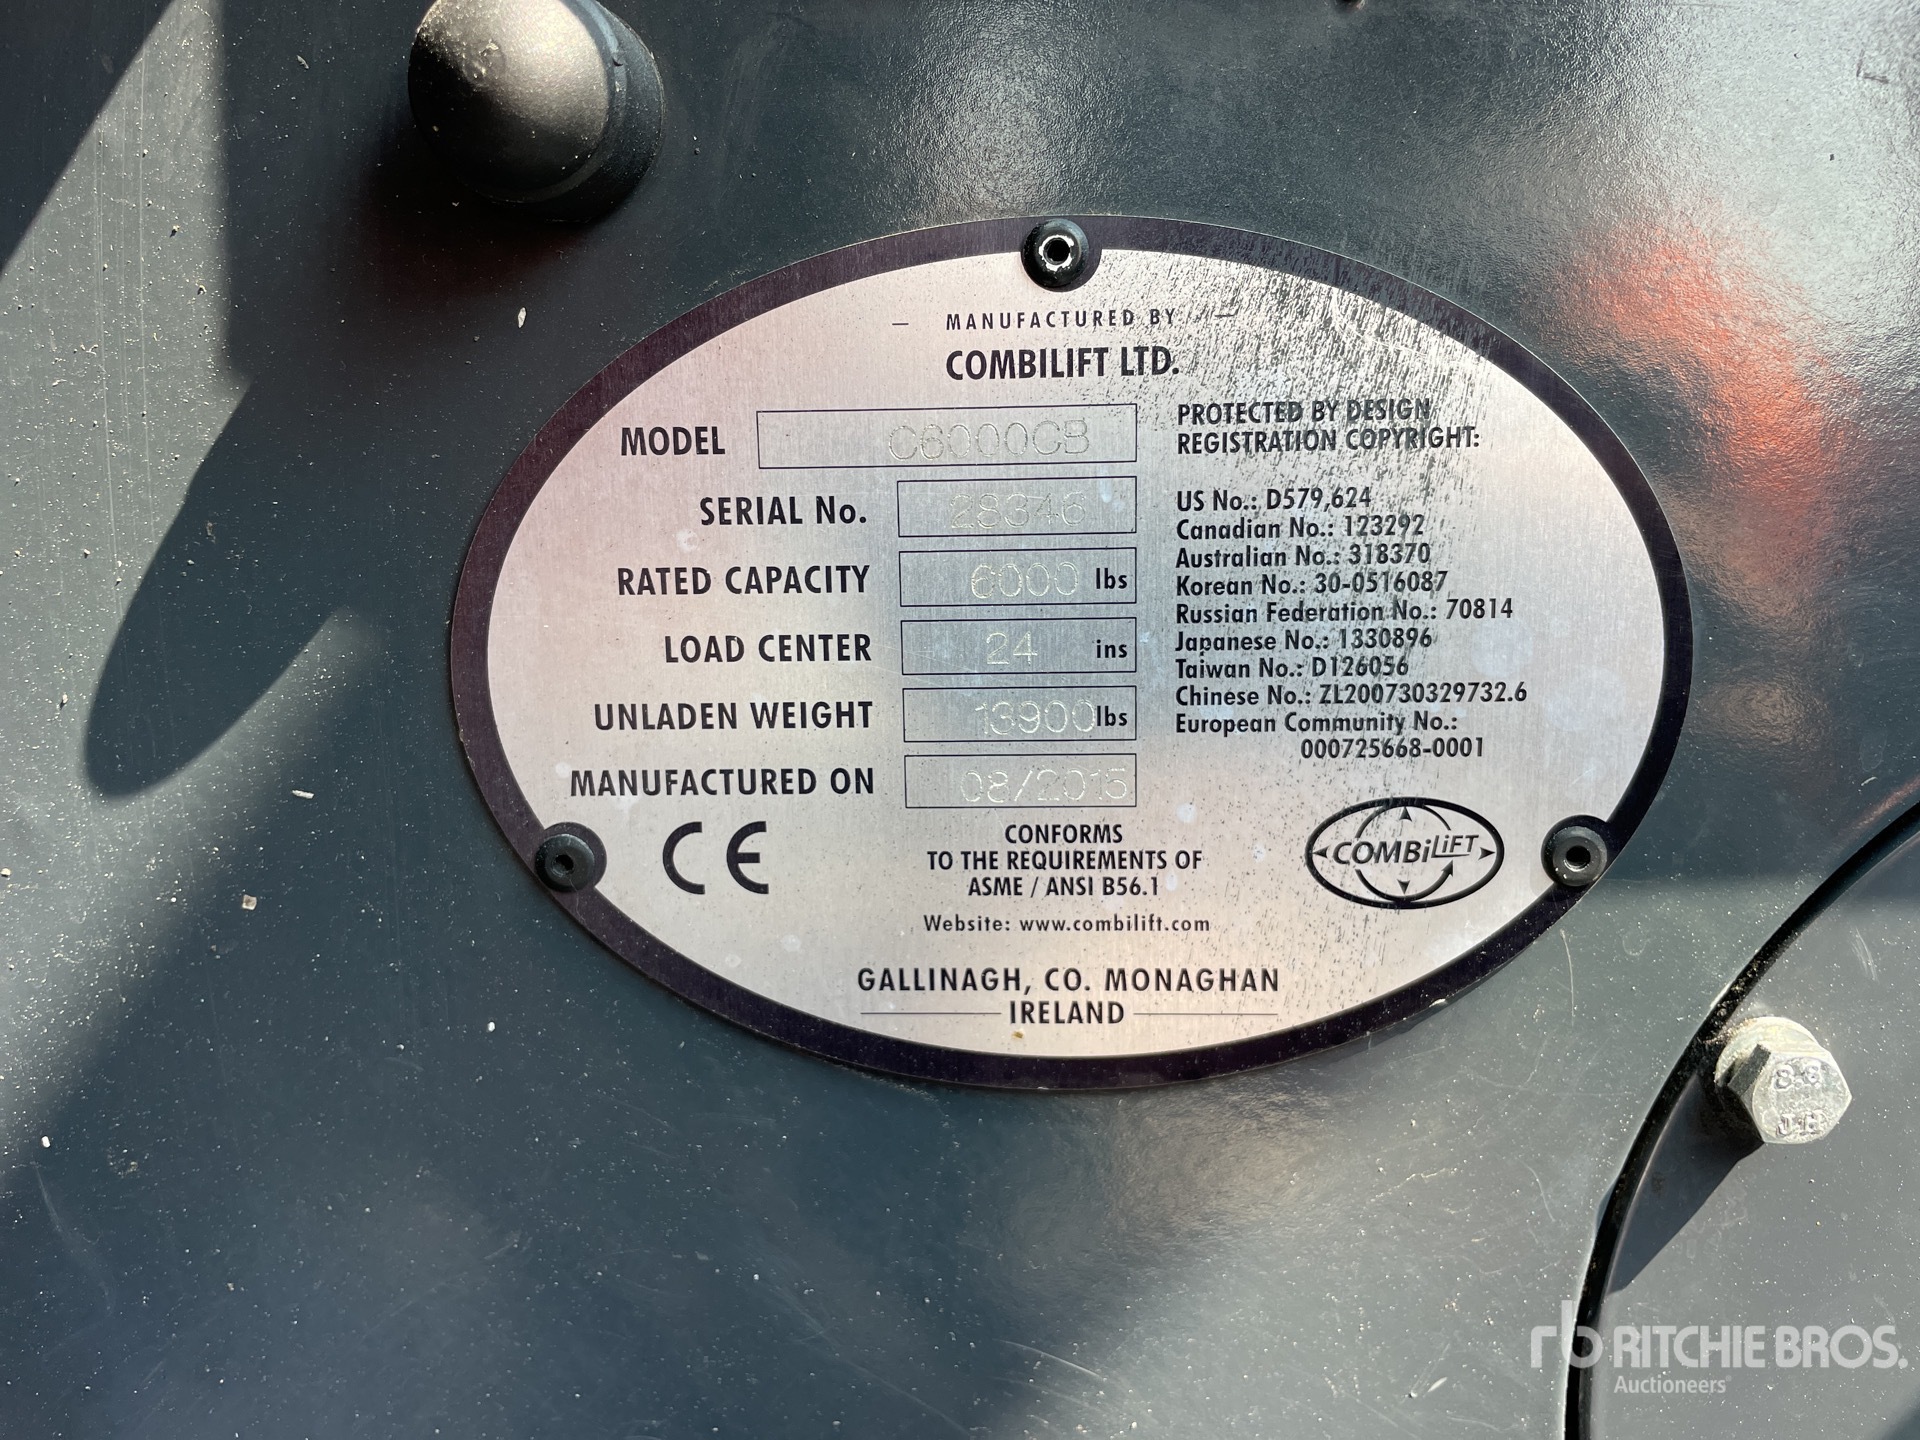 MANUFACTURED BY
COMBILIFT LTD.
MODEL C6000CB
SERIAL No. 28346
RATED CAPACITY 6000 lbs
LOAD CENTER 24 ins
UNLADEN WEIGHT 13900 lbs
MANUFACTURED ON 08/2015
PROTECTED BY DESIGN
REGISTRATION COPYRIGHT:
US No.: D579,624
Canadian No.: 123292
Australian No.: 318370
Korean No.: 30-0516087
Russian Federation No.: 70814
Japanese No.: 1330896
Taiwan No.: D126056
Chinese No.: ZL200730329732.6
European Community No.:
000725668-0001
CE
CONFORMS
TO THE REQUIREMENTS OF
ASME / ANSI B56.1
COMBiLiFT
Website: www.combilift.com
GALLINAGH, CO. MONAGHAN
IRELAND
8.8
rb RITCHIE BROS.
Auctioneers